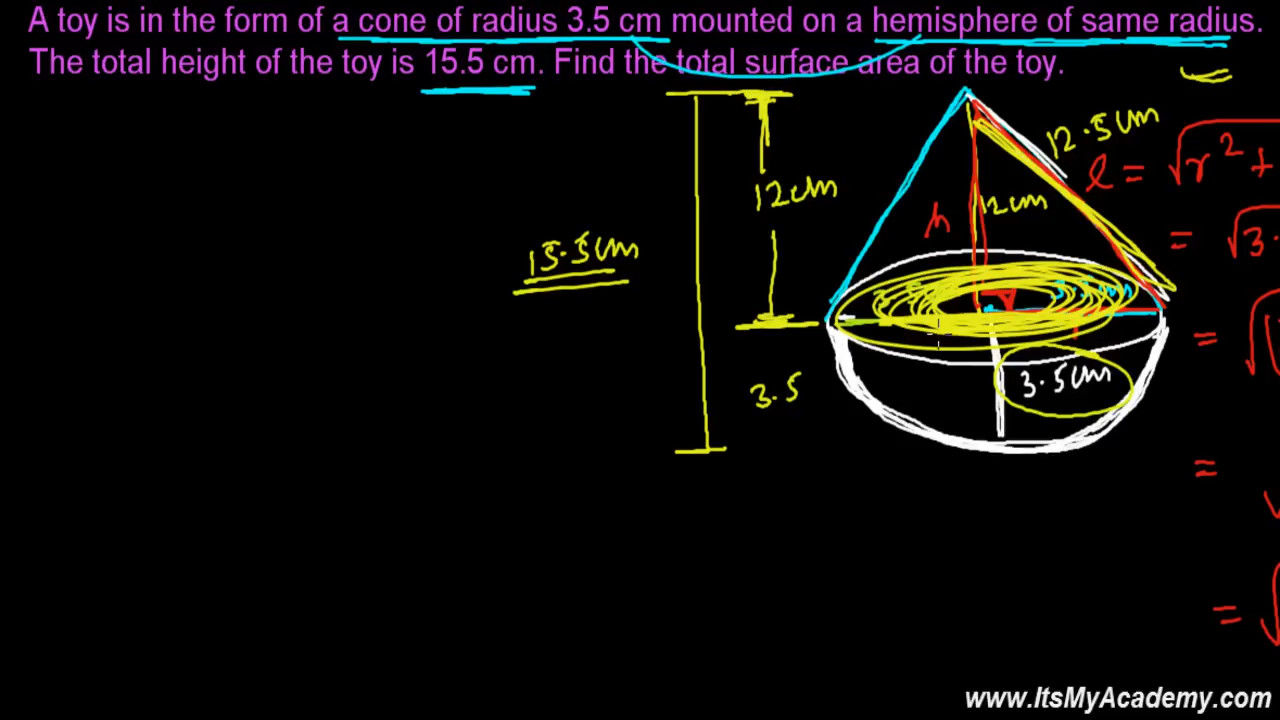 A toy is in the form of a cone of radius 3.5 cm mounted on a hemisphere of same radius.
The total height of the toy is 15.5 cm. Find the total surface area of the toy.
12.5cm
l = √r² +
12cm
12cm
h
= √3.
15.5cm
r
=
3.5cm
3.5
=
= √
www.ItsMyAcademy.com